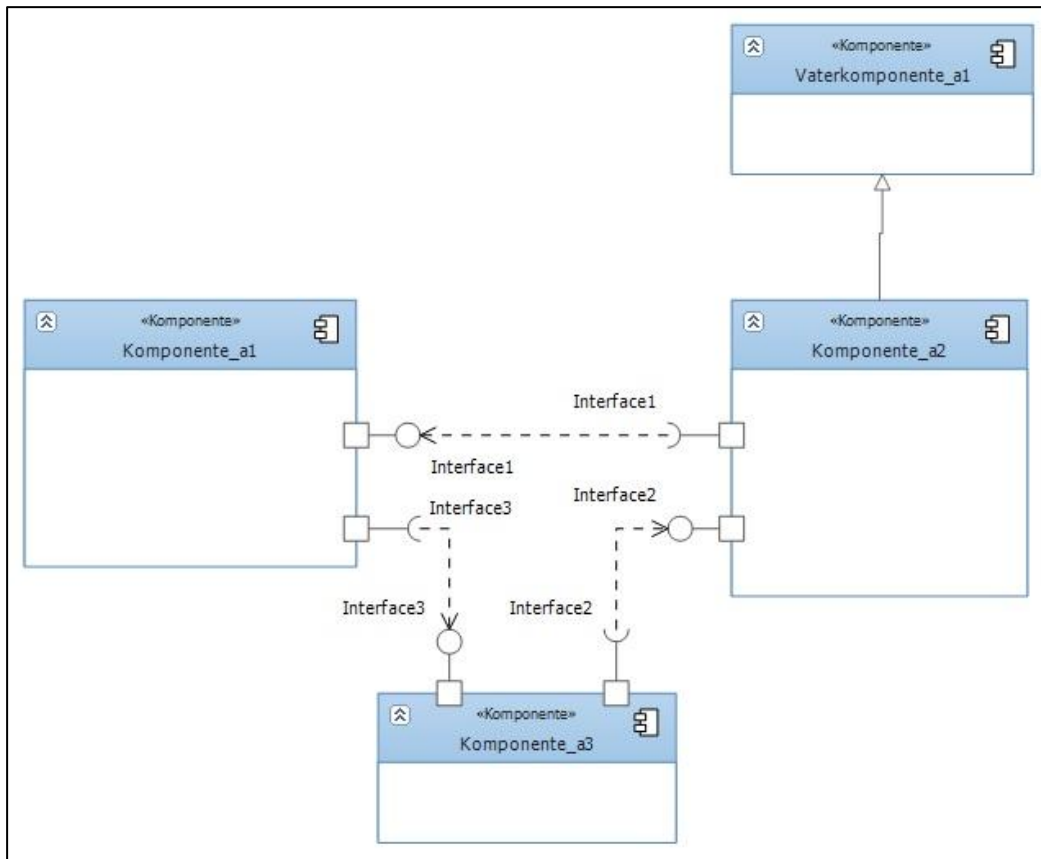 «Komponente»
Vaterkomponente_a1
«Komponente»
Komponente_a1
«Komponente»
Komponente_a2
Interface1
Interface1
Interface2
Interface3
Interface3
Interface2
«Komponente»
Komponente_a3